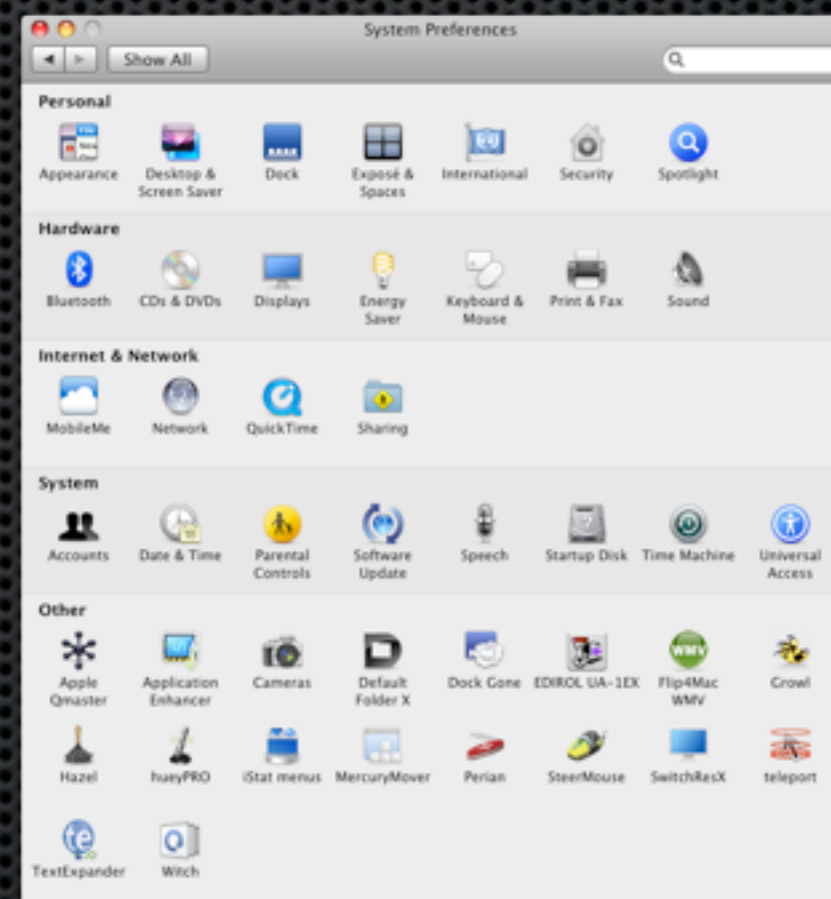 System Preferences
Show All
Personal
Appearance
Desktop & Screen Saver
Dock
Exposé & Spaces
International
Security
Spotlight
Hardware
Bluetooth
CDs & DVDs
Displays
Energy Saver
Keyboard & Mouse
Print & Fax
Sound
Internet & Network
MobileMe
Network
QuickTime
Sharing
System
Accounts
Date & Time
Parental Controls
Software Update
Speech
Startup Disk
Time Machine
Universal Access
Other
Apple Qmaster
Application Enhancer
Cameras
Default Folder X
Dock Gone
EDIROL UA-1EX
WMV
Flip4Mac WMV
Growl
Hazel
hueyPRO
iStat menus
MercuryMover
Perian
SteerMouse
SwitchResX
teleport
te
TextExpander
Witch